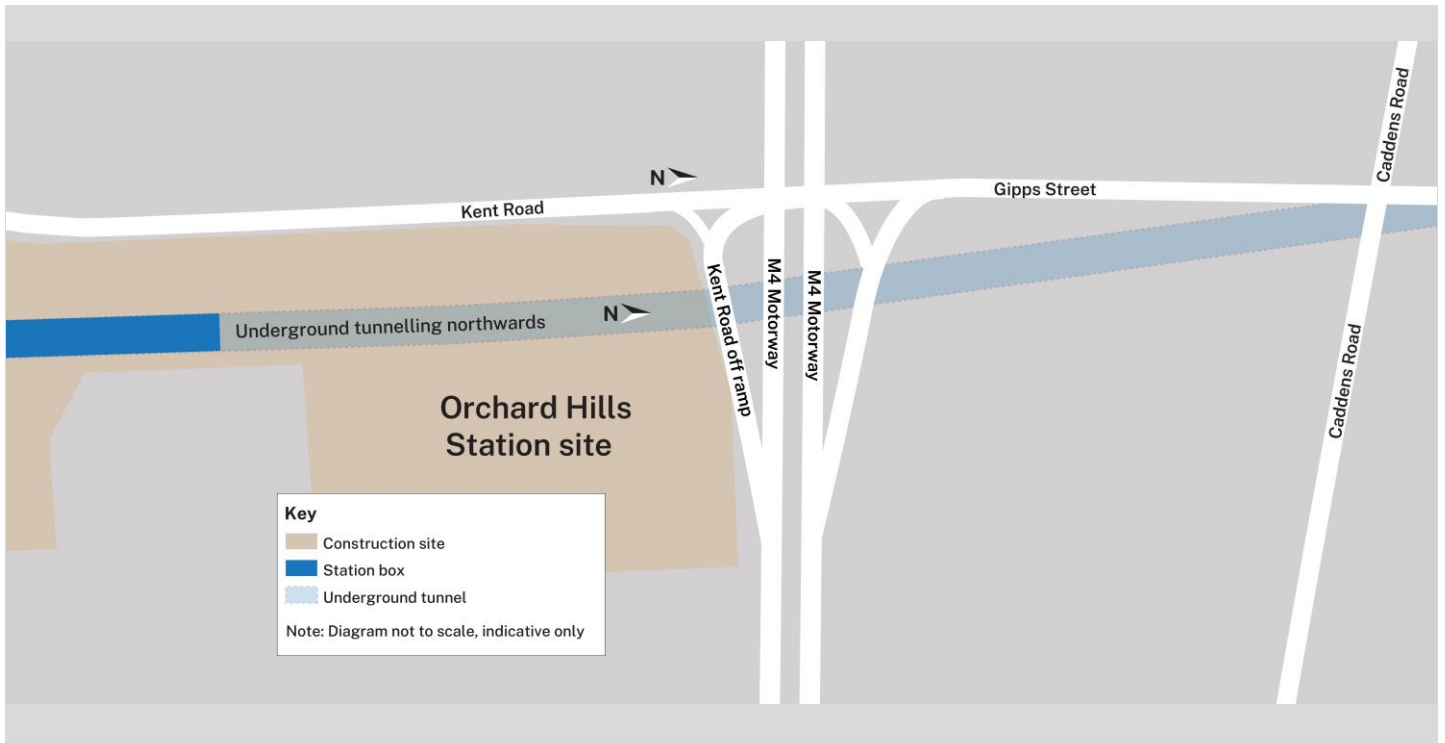 Caddens Road
N
Gipps Street
Kent Road
Kent Road off ramp
M4 Motorway
M4 Motorway
N
Underground tunnelling northwards
Caddens Road
Orchard Hills
Station site
Key
Construction site
Station box
Underground tunnel
Note: Diagram not to scale, indicative only